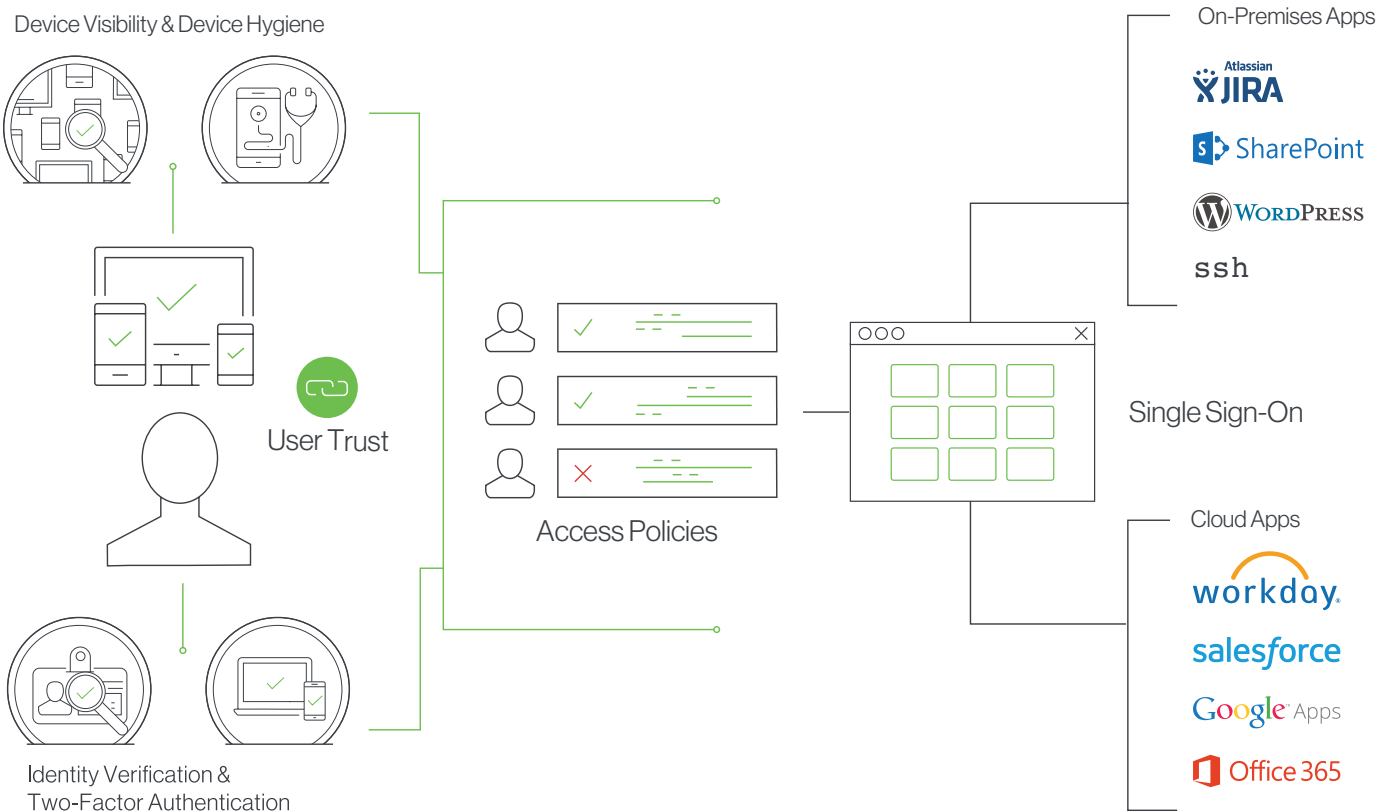 Device Visibility & Device Hygiene
User Trust
Identity Verification &
Two-Factor Authentication
Access Policies
Single Sign-On
On-Premises Apps
Atlassian
JIRA
S SharePoint
W WORDPRESS
ssh
Cloud Apps
workday®
salesforce
Google™ Apps
Office 365